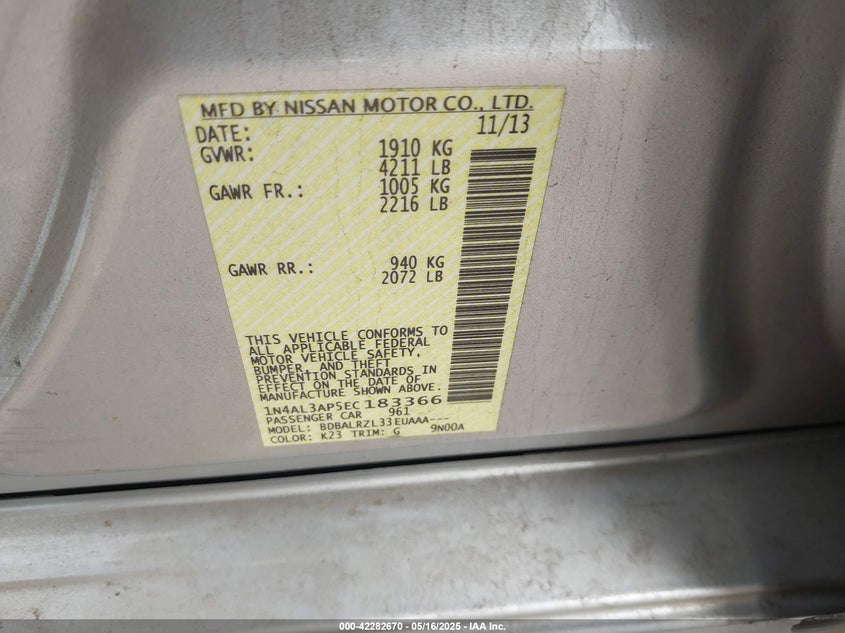 MFD BY NISSAN MOTOR CO., LTD.
DATE: 11/13
GVWR: 1910 KG
4211 LB
GAWR FR.: 1005 KG
2216 LB
GAWR RR.: 940 KG
2072 LB
THIS VEHICLE CONFORMS TO
ALL APPLICABLE FEDERAL
MOTOR VEHICLE SAFETY,
BUMPER, AND THEFT
PREVENTION STANDARDS IN
EFFECT ON THE DATE OF
MANUFACTURE SHOWN ABOVE.
1N4AL3AP5EC183366
PASSENGER CAR 961
MODEL: BDBALRZL33EUAAA---
COLOR: K23 TRIM: G 9N00A
000-42282670 - 05/16/2025 - IAA Inc.